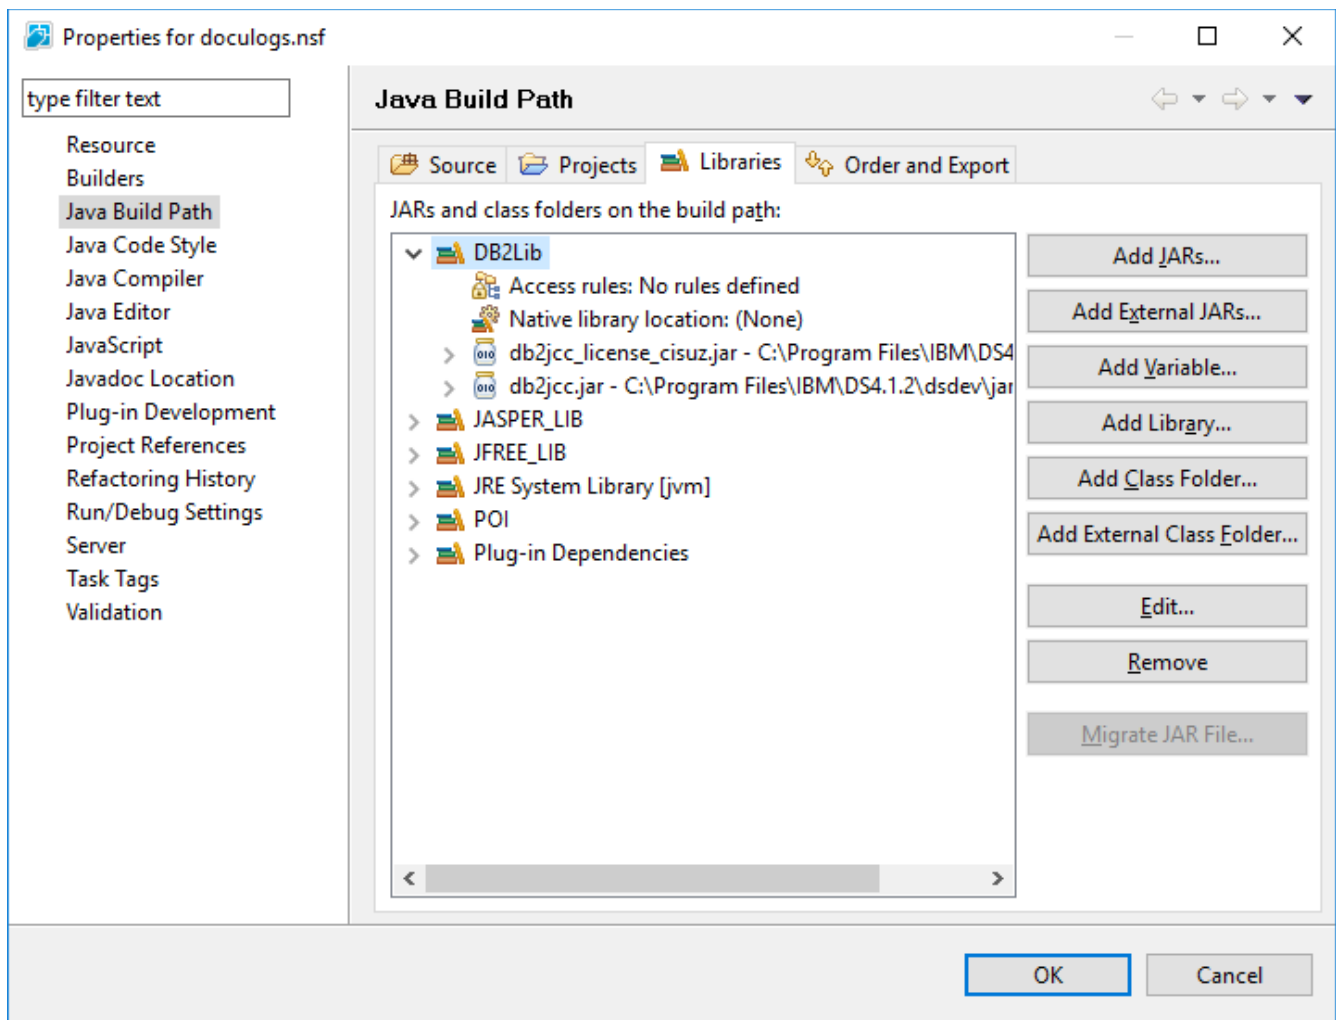 Properties for doculogs.nsf
type filter text
Resource
Builders
Java Build Path
Java Code Style
Java Compiler
Java Editor
JavaScript
Javadoc Location
Plug-in Development
Project References
Refactoring History
Run/Debug Settings
Server
Task Tags
Validation
Java Build Path
Source
Projects
Libraries
Order and Export
JARs and class folders on the build path:
DB2Lib
Access rules: No rules defined
Native library location: (None)
db2jcc_license_cisuz.jar - C:\Program Files\IBM\DS4
db2jcc.jar - C:\Program Files\IBM\DS4.1.2\dsdev\jar
JASPER_LIB
JFREE_LIB
JRE System Library [jvm]
POI
Plug-in Dependencies
Add JARs...
Add External JARs...
Add Variable...
Add Library...
Add Class Folder...
Add External Class Folder...
Edit...
Remove
Migrate JAR File...
OK
Cancel